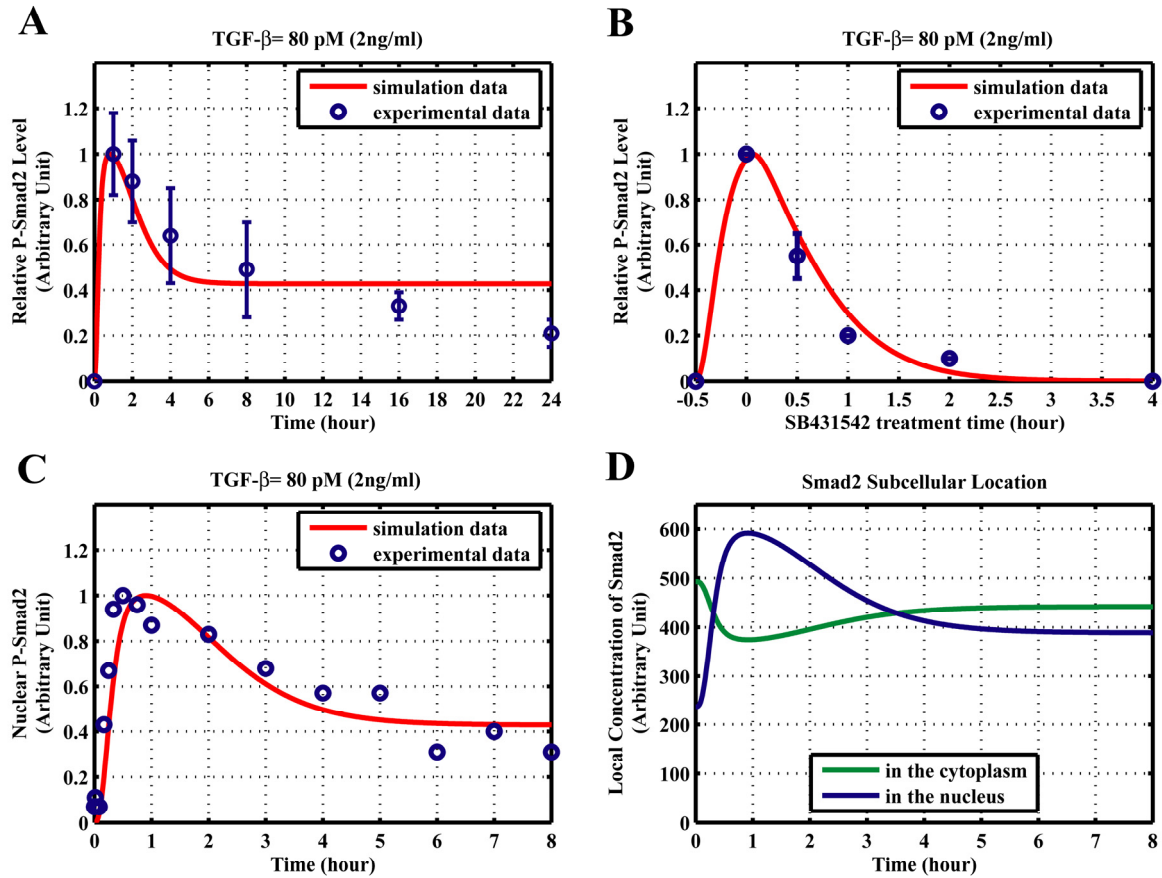 A
TGF-β= 80 pM (2ng/ml)
simulation data
experimental data
Relative P-Smad2 Level
(Arbitrary Unit)
1.2
1
0.8
0.6
0.4
0.2
0
0 2 4 6 8 10 12 14 16 18 20 22 24
Time (hour)
B
TGF-β= 80 pM (2ng/ml)
simulation data
experimental data
Relative P-Smad2 Level
(Arbitrary Unit)
1.2
1
0.8
0.6
0.4
0.2
0
-0.5 0 0.5 1 1.5 2 2.5 3 3.5 4
SB431542 treatment time (hour)
C
TGF-β= 80 pM (2ng/ml)
simulation data
experimental data
Nuclear P-Smad2
(Arbitrary Unit)
1.2
1
0.8
0.6
0.4
0.2
0
0 1 2 3 4 5 6 7 8
Time (hour)
D
Smad2 Subcellular Location
Local Concentration of Smad2
(Arbitrary Unit)
600
500
400
300
200
100
0
in the cytoplasm
in the nucleus
0 1 2 3 4 5 6 7 8
Time (hour)